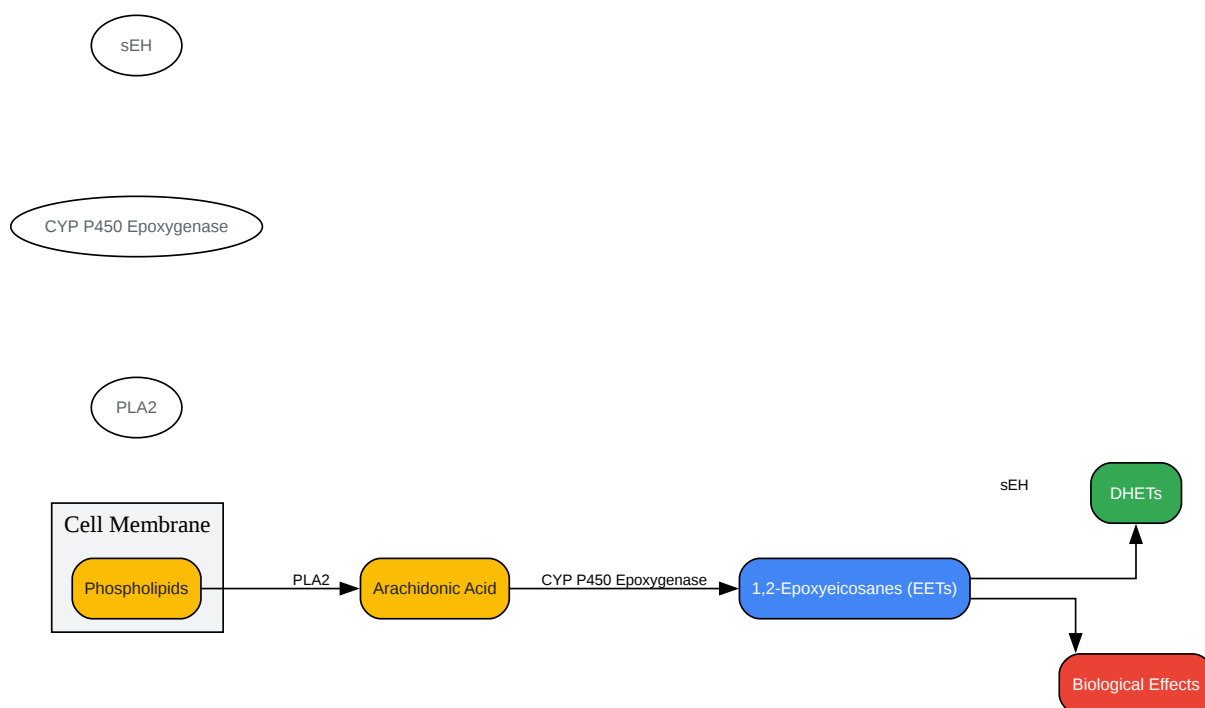 sEH
CYP P450 Epoxygenase
PLA2
sEH
DHETs
Cell Membrane
Phospholipids
PLA2
Arachidonic Acid
CYP P450 Epoxygenase
1,2-Epoxyeicosanes (EETs)
Biological Effects